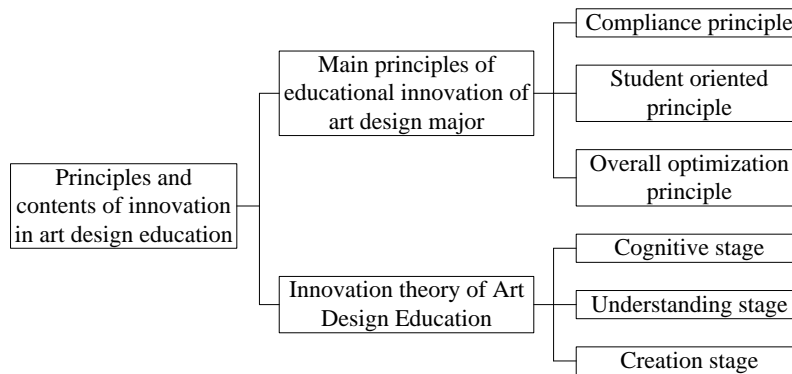 Principles and
contents of innovation
in art design education
Main principles of
educational innovation of
art design major
Compliance principle
Student oriented
principle
Overall optimization
principle
Innovation theory of Art
Design Education
Cognitive stage
Understanding stage
Creation stage